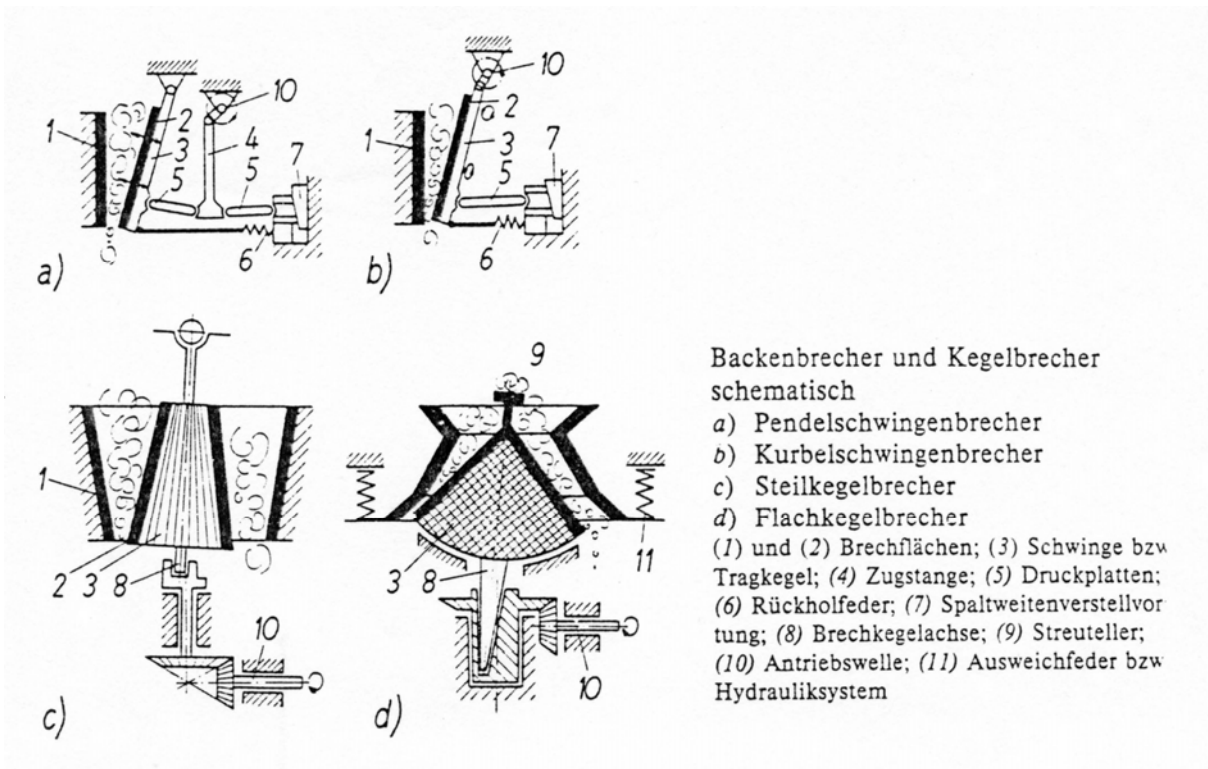 10
1
2
3
4
5
5
7
6
a)
10
2
1
3
7
5
6
b)
1
2
3
8
10
c)
9
3
8
11
10
d)
Backenbrecher und Kegelbrecher
schematisch
a) Pendelschwingenbrecher
b) Kurbelschwingenbrecher
c) Steilkegelbrecher
d) Flachkegelbrecher
(1) und (2) Brechflächen; (3) Schwinge bzw
Tragkegel; (4) Zugstange; (5) Druckplatten;
(6) Rückholfeder; (7) Spaltweitenverstellvor
tung; (8) Brechkegelachse; (9) Streuteller;
(10) Antriebswelle; (11) Ausweichfeder bzw
Hydrauliksystem